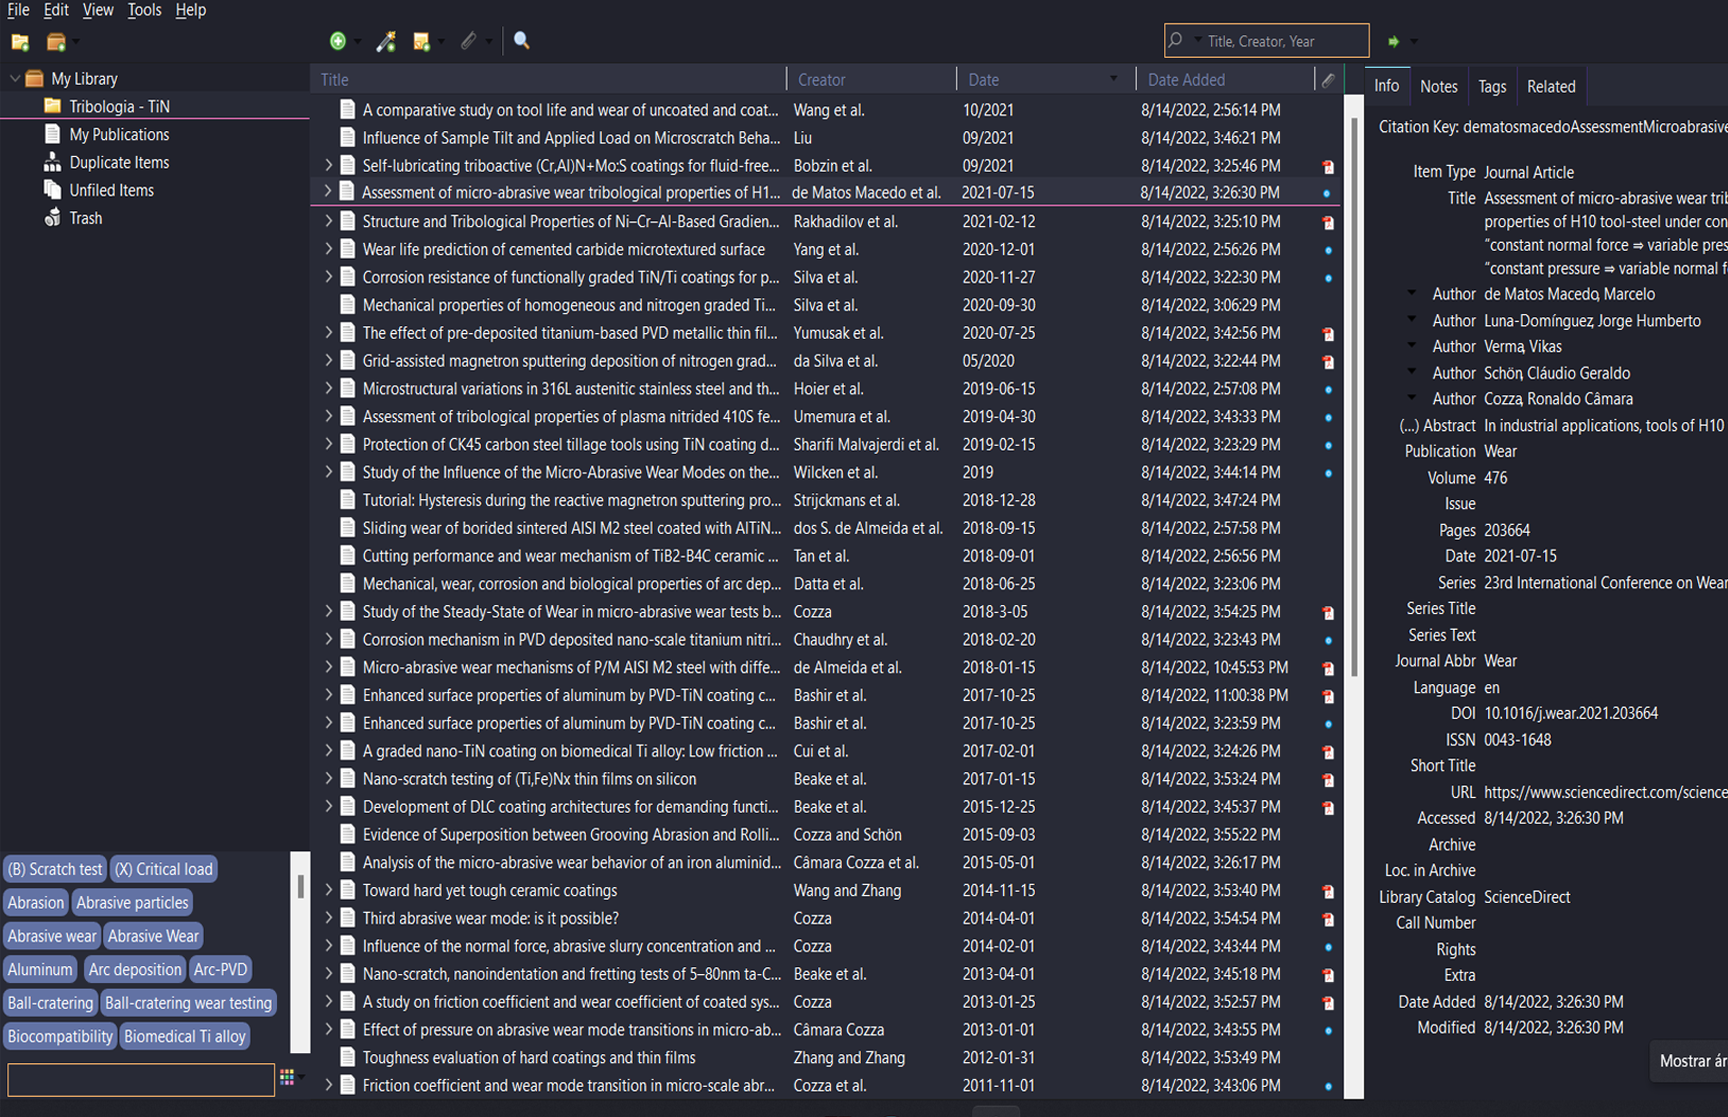 File Edit View Tools Help
Title, Creator, Year
My Library
Tribologia - TiN
My Publications
Duplicate Items
Unfiled Items
Trash
(B) Scratch test (X) Critical load
Abrasion Abrasive particles
Abrasive wear Abrasive Wear
Aluminum Arc deposition Arc-PVD
Ball-cratering Ball-cratering wear testing
Biocompatibility Biomedical Ti alloy
Title Creator Date Date Added
A comparative study on tool life and wear of uncoated and coat... Wang et al. 10/2021 8/14/2022, 2:56:14 PM
Influence of Sample Tilt and Applied Load on Microscratch Beha... Liu 09/2021 8/14/2022, 3:46:21 PM
Self-lubricating triboactive (Cr,Al)N+Mo:S coatings for fluid-free... Bobzin et al. 09/2021 8/14/2022, 3:25:46 PM
Assessment of micro-abrasive wear tribological properties of H1... de Matos Macedo et al. 2021-07-15 8/14/2022, 3:26:30 PM
Structure and Tribological Properties of Ni–Cr–Al-Based Gradien... Rakhadilov et al. 2021-02-12 8/14/2022, 3:25:10 PM
Wear life prediction of cemented carbide microtextured surface Yang et al. 2020-12-01 8/14/2022, 2:56:26 PM
Corrosion resistance of functionally graded TiN/Ti coatings for p... Silva et al. 2020-11-27 8/14/2022, 3:22:30 PM
Mechanical properties of homogeneous and nitrogen graded Ti... Silva et al. 2020-09-30 8/14/2022, 3:06:29 PM
The effect of pre-deposited titanium-based PVD metallic thin fil... Yumusak et al. 2020-07-25 8/14/2022, 3:42:56 PM
Grid-assisted magnetron sputtering deposition of nitrogen grad... da Silva et al. 05/2020 8/14/2022, 3:22:44 PM
Microstructural variations in 316L austenitic stainless steel and th... Hoier et al. 2019-06-15 8/14/2022, 2:57:08 PM
Assessment of tribological properties of plasma nitrided 410S fe... Umemura et al. 2019-04-30 8/14/2022, 3:43:33 PM
Protection of CK45 carbon steel tillage tools using TiN coating d... Sharifi Malvajerdi et al. 2019-02-15 8/14/2022, 3:23:29 PM
Study of the Influence of the Micro-Abrasive Wear Modes on the... Wilcken et al. 2019 8/14/2022, 3:44:14 PM
Tutorial: Hysteresis during the reactive magnetron sputtering pro... Strijckmans et al. 2018-12-28 8/14/2022, 3:47:24 PM
Sliding wear of borided sintered AISI M2 steel coated with AlTiN... dos S. de Almeida et al. 2018-09-15 8/14/2022, 2:57:58 PM
Cutting performance and wear mechanism of TiB2-B4C ceramic ... Tan et al. 2018-09-01 8/14/2022, 2:56:56 PM
Mechanical, wear, corrosion and biological properties of arc dep... Datta et al. 2018-06-25 8/14/2022, 3:23:06 PM
Study of the Steady-State of Wear in micro-abrasive wear tests b... Cozza 2018-3-05 8/14/2022, 3:54:25 PM
Corrosion mechanism in PVD deposited nano-scale titanium nitri... Chaudhry et al. 2018-02-20 8/14/2022, 3:23:43 PM
Micro-abrasive wear mechanisms of P/M AISI M2 steel with diffe... de Almeida et al. 2018-01-15 8/14/2022, 10:45:53 PM
Enhanced surface properties of aluminum by PVD-TiN coating c... Bashir et al. 2017-10-25 8/14/2022, 11:00:38 PM
Enhanced surface properties of aluminum by PVD-TiN coating c... Bashir et al. 2017-10-25 8/14/2022, 3:23:59 PM
A graded nano-TiN coating on biomedical Ti alloy: Low friction ... Cui et al. 2017-02-01 8/14/2022, 3:24:26 PM
Nano-scratch testing of (Ti,Fe)Nx thin films on silicon Beake et al. 2017-01-15 8/14/2022, 3:53:24 PM
Development of DLC coating architectures for demanding functi... Beake et al. 2015-12-25 8/14/2022, 3:45:37 PM
Evidence of Superposition between Grooving Abrasion and Rolli... Cozza and Schön 2015-09-03 8/14/2022, 3:55:22 PM
Analysis of the micro-abrasive wear behavior of an iron aluminid... Câmara Cozza et al. 2015-05-01 8/14/2022, 3:26:17 PM
Toward hard yet tough ceramic coatings Wang and Zhang 2014-11-15 8/14/2022, 3:53:40 PM
Third abrasive wear mode: is it possible? Cozza 2014-04-01 8/14/2022, 3:54:54 PM
Influence of the normal force, abrasive slurry concentration and ... Cozza 2014-02-01 8/14/2022, 3:43:44 PM
Nano-scratch, nanoindentation and fretting tests of 5–80nm ta-C... Beake et al. 2013-04-01 8/14/2022, 3:45:18 PM
A study on friction coefficient and wear coefficient of coated sys... Cozza 2013-01-25 8/14/2022, 3:52:57 PM
Effect of pressure on abrasive wear mode transitions in micro-ab... Câmara Cozza 2013-01-01 8/14/2022, 3:43:55 PM
Toughness evaluation of hard coatings and thin films Zhang and Zhang 2012-01-31 8/14/2022, 3:53:49 PM
Friction coefficient and wear mode transition in micro-scale abr... Cozza et al. 2011-11-01 8/14/2022, 3:43:06 PM
Info Notes Tags Related
Citation Key: dematosmacedoAssessmentMicroabrasive
Item Type Journal Article
Title Assessment of micro-abrasive wear trib
properties of H10 tool-steel under con
“constant normal force ⇒ variable pres
“constant pressure ⇒ variable normal f
Author de Matos Macedo, Marcelo
Author Luna-Domínguez, Jorge Humberto
Author Verma, Vikas
Author Schön, Cláudio Geraldo
Author Cozza, Ronaldo Câmara
(...) Abstract In industrial applications, tools of H10
Publication Wear
Volume 476
Issue
Pages 203664
Date 2021-07-15
Series 23rd International Conference on Wear
Series Title
Series Text
Journal Abbr Wear
Language en
DOI 10.1016/j.wear.2021.203664
ISSN 0043-1648
Short Title
URL https://www.sciencedirect.com/science
Accessed 8/14/2022, 3:26:30 PM
Archive
Loc. in Archive
Library Catalog ScienceDirect
Call Number
Rights
Extra
Date Added 8/14/2022, 3:26:30 PM
Modified 8/14/2022, 3:26:30 PM
Mostrar ár